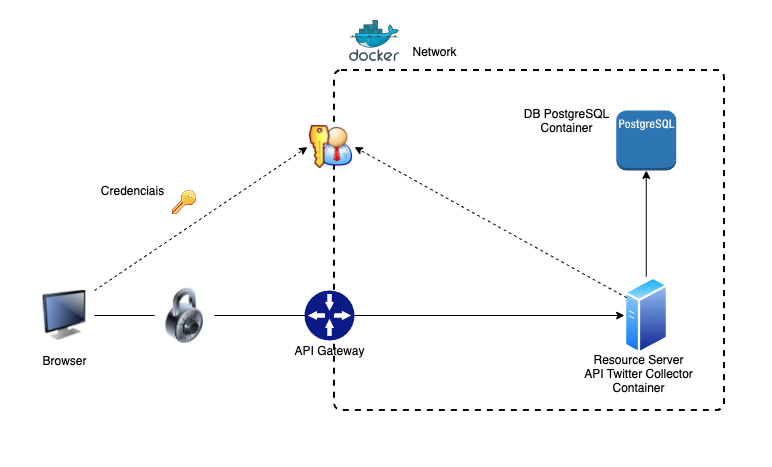 docker
Network
DB PostgreSQL
Container
PostgreSQL
Credenciais
API Gateway
Browser
Resource Server
API Twitter Collector
Container